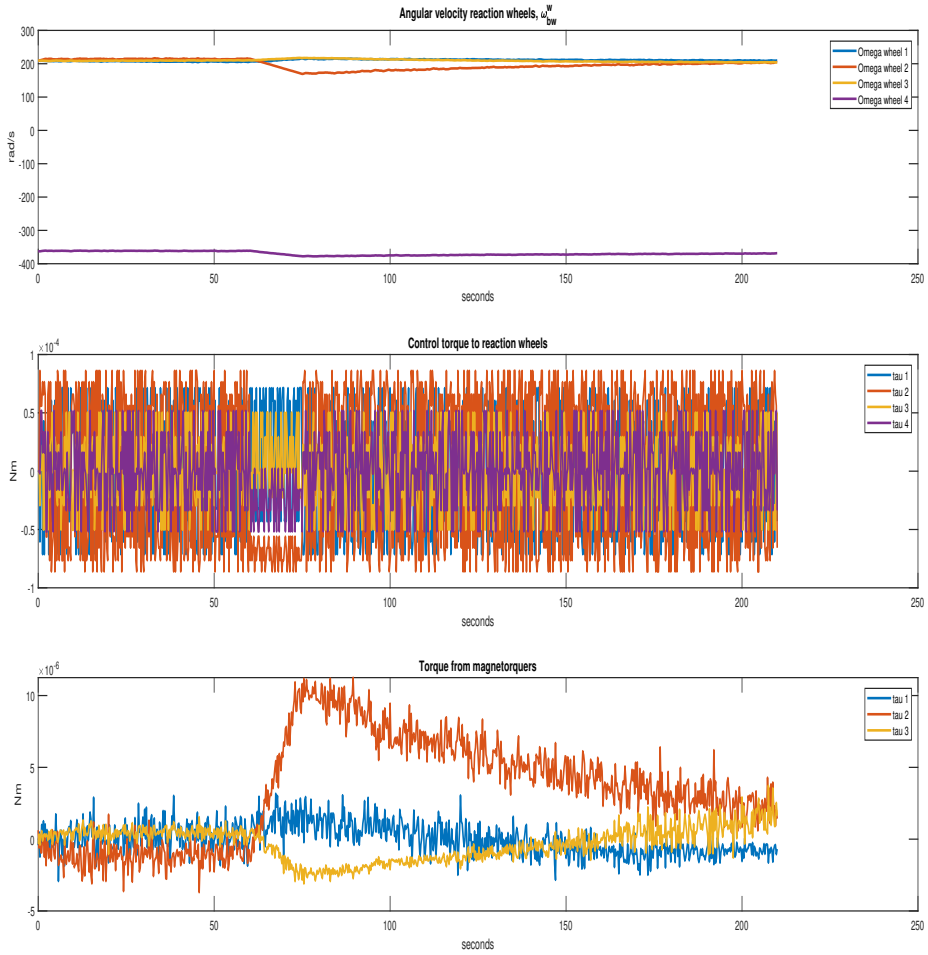 Angular velocity reaction wheels, ω_bw^w
300
200
100
0
-100
-200
-300
-400
rad/s
0 50 100 150 200 250
seconds
Omega wheel 1
Omega wheel 2
Omega wheel 3
Omega wheel 4
Control torque to reaction wheels
×10^-4
1
0.5
0
-0.5
-1
Nm
0 50 100 150 200 250
seconds
tau 1
tau 2
tau 3
tau 4
Torque from magnetorquers
×10^-6
10
5
0
-5
Nm
0 50 100 150 200 250
seconds
tau 1
tau 2
tau 3